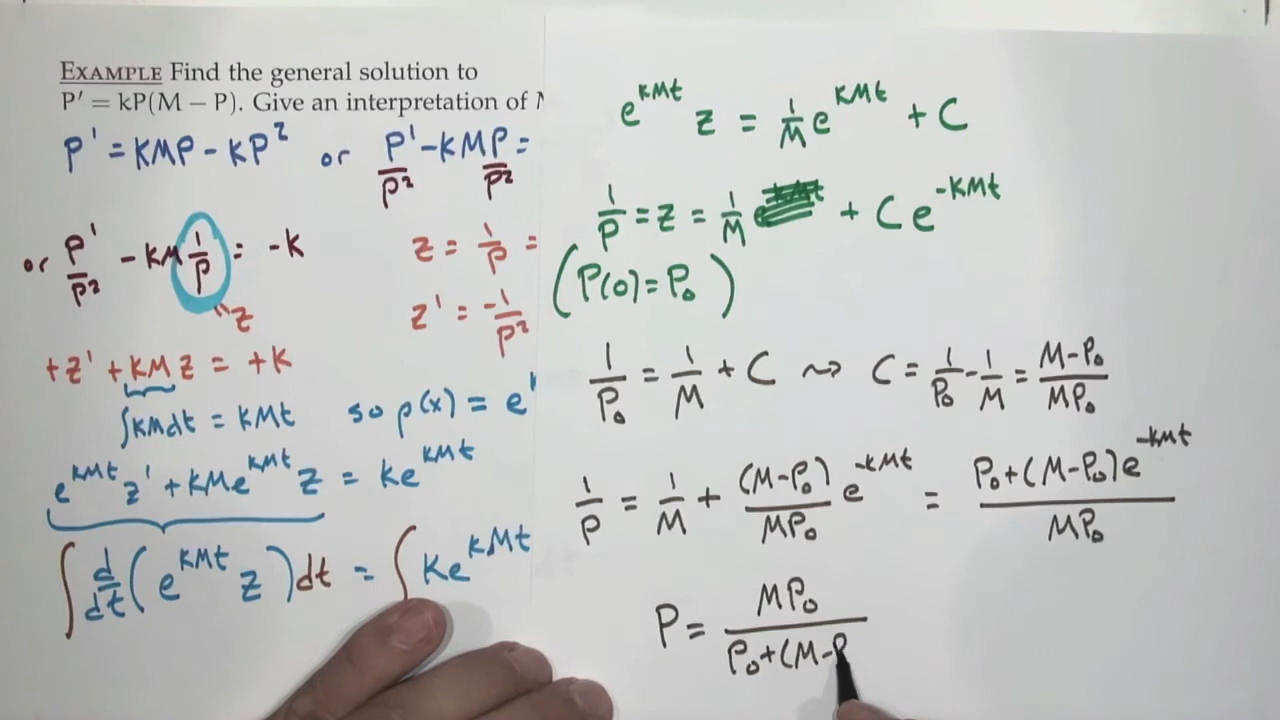 EXAMPLE Find the general solution to
P′ = kP(M − P). Give an interpretation of
P' = KMP - KP² or P'/P² - KMP/P² =
or P'/P² - KM 1/P = -K
"Z
Z = 1/P =
Z' = -1/P²
+Z' + KM Z = +K
∫KMdt = KMt so ρ(x) = e
e^{KMt} Z' + KMe^{KMt} Z = Ke^{KMt}
∫ d/dt (e^{KMt} Z) dt = ∫ Ke^{KMt}
e^{KMt} Z = 1/M e^{KMt} + C
1/P = Z = 1/M + Ce^{-KMt}
(P(0) = P₀)
1/P₀ = 1/M + C ⤳ C = 1/P₀ - 1/M = (M-P₀)/(MP₀)
1/P = 1/M + (M-P₀)/(MP₀) e^{-KMt} = (P₀+(M-P₀)e^{-KMt})/(MP₀)
P = MP₀/(P₀+(M-P